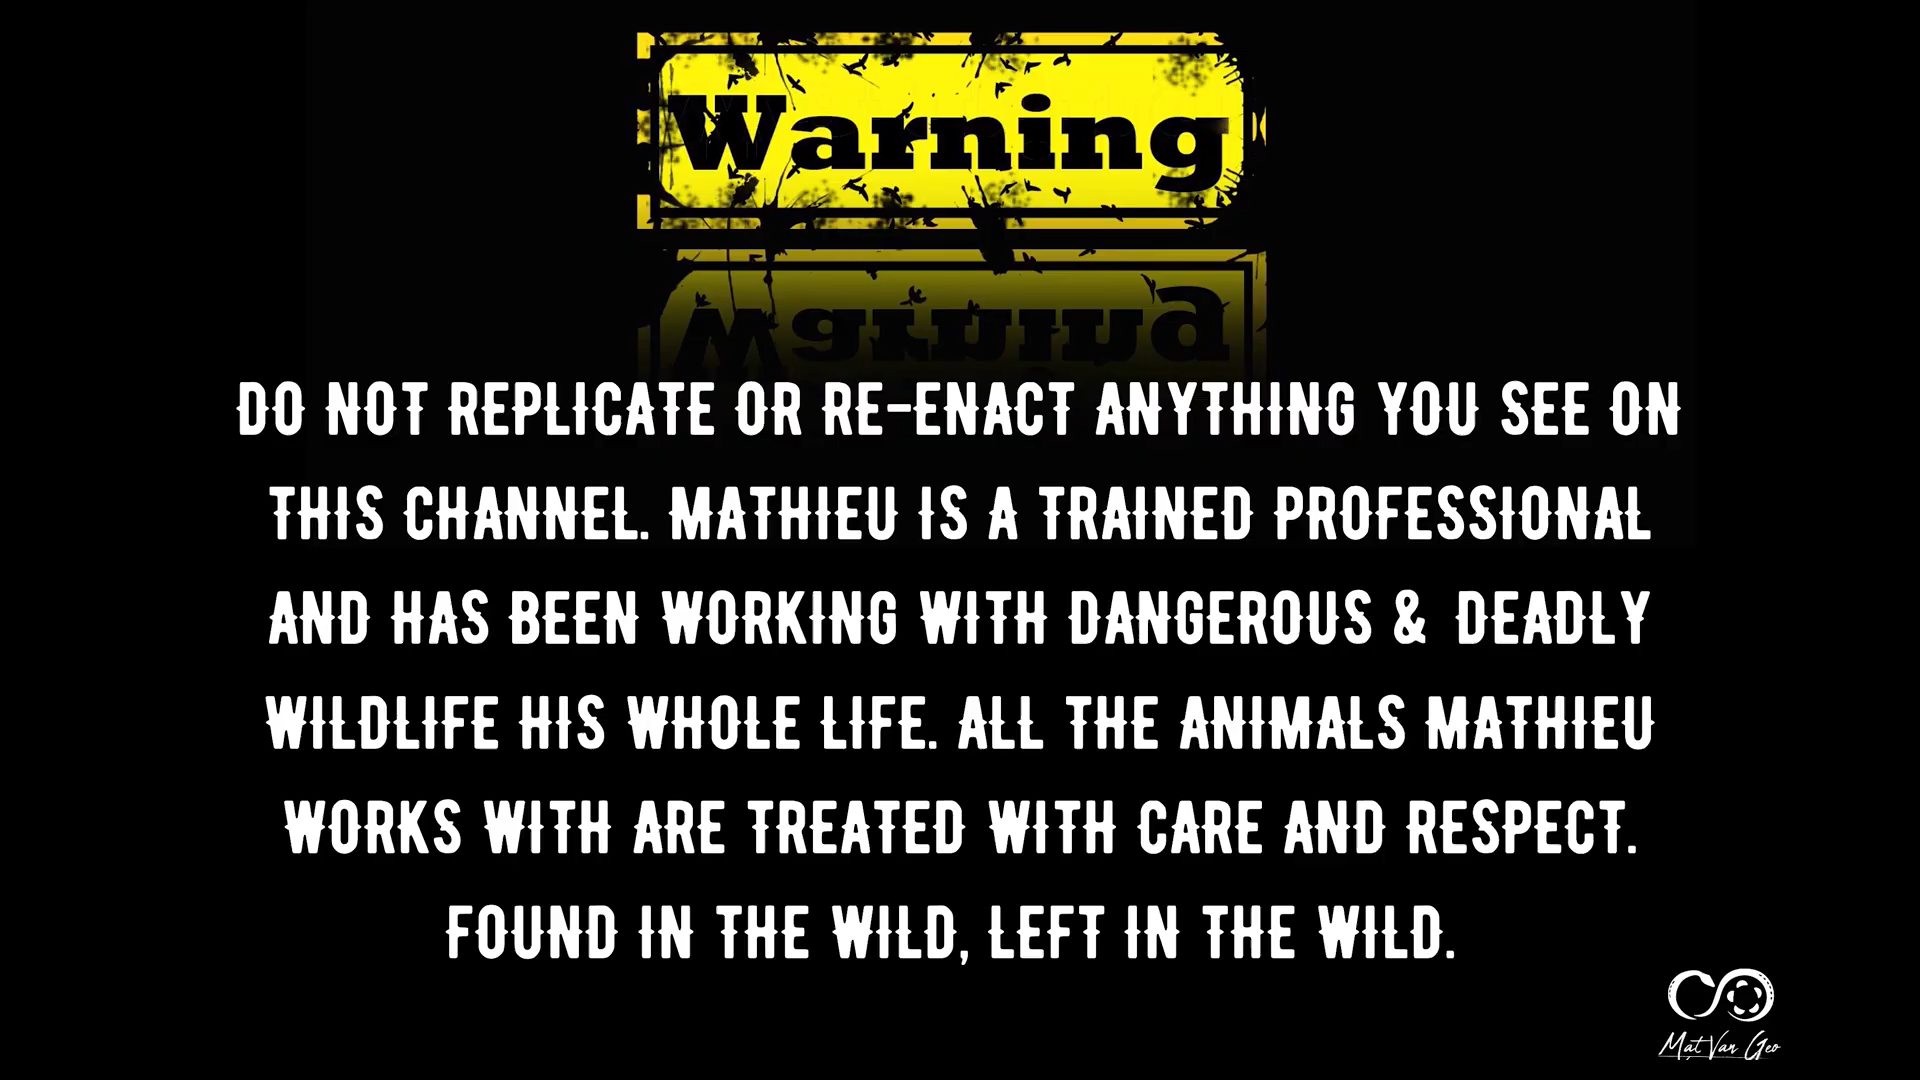 Warning
DO NOT REPLICATE OR RE-ENACT ANYTHING YOU SEE ON
THIS CHANNEL. MATHIEU IS A TRAINED PROFESSIONAL
AND HAS BEEN WORKING WITH DANGEROUS & DEADLY
WILDLIFE HIS WHOLE LIFE. ALL THE ANIMALS MATHIEU
WORKS WITH ARE TREATED WITH CARE AND RESPECT.
FOUND IN THE WILD, LEFT IN THE WILD.
Mat Van Geo